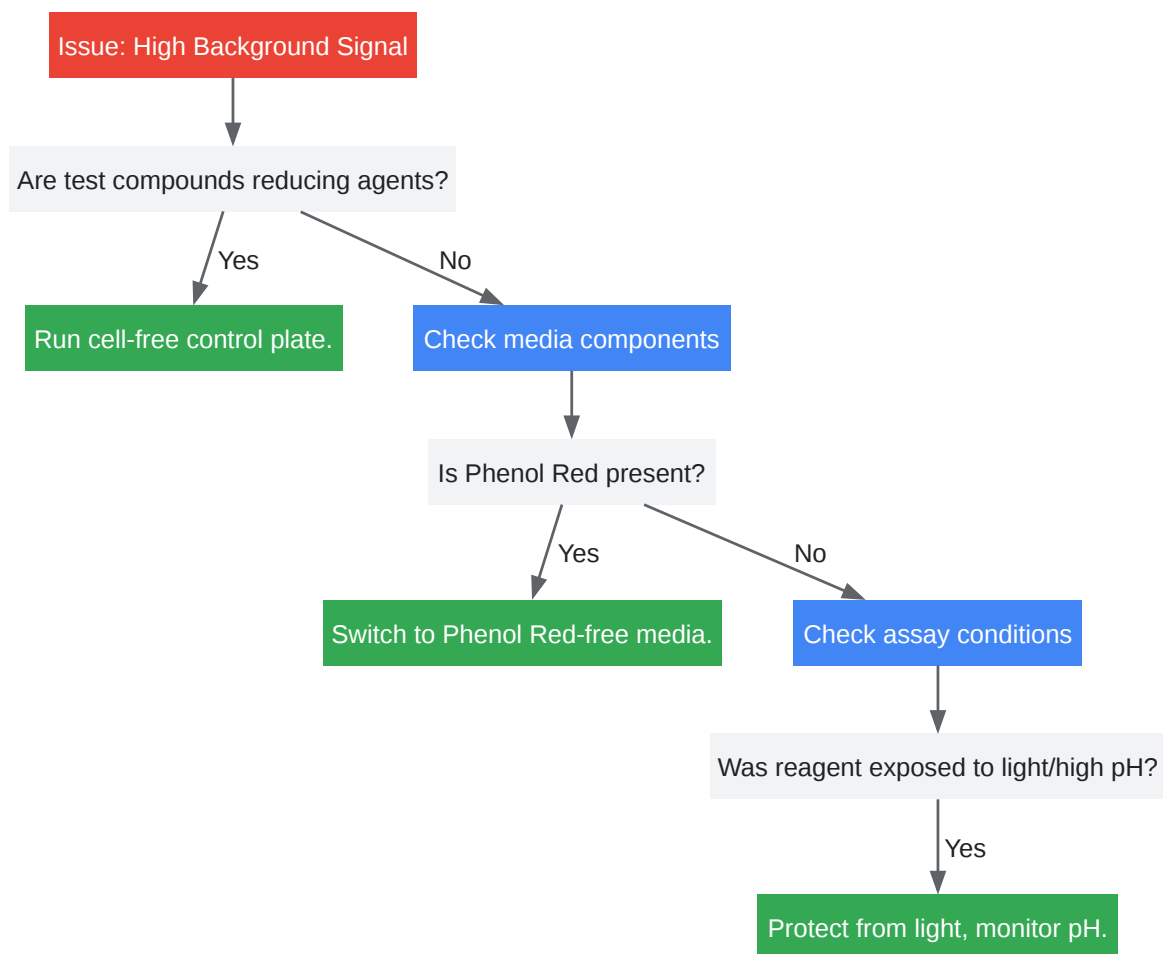 Issue: High Background Signal
Are test compounds reducing agents?
Yes
No
Run cell-free control plate.
Check media components
Is Phenol Red present?
Yes
No
Switch to Phenol Red-free media.
Check assay conditions
Was reagent exposed to light/high pH?
Yes
Protect from light, monitor pH.